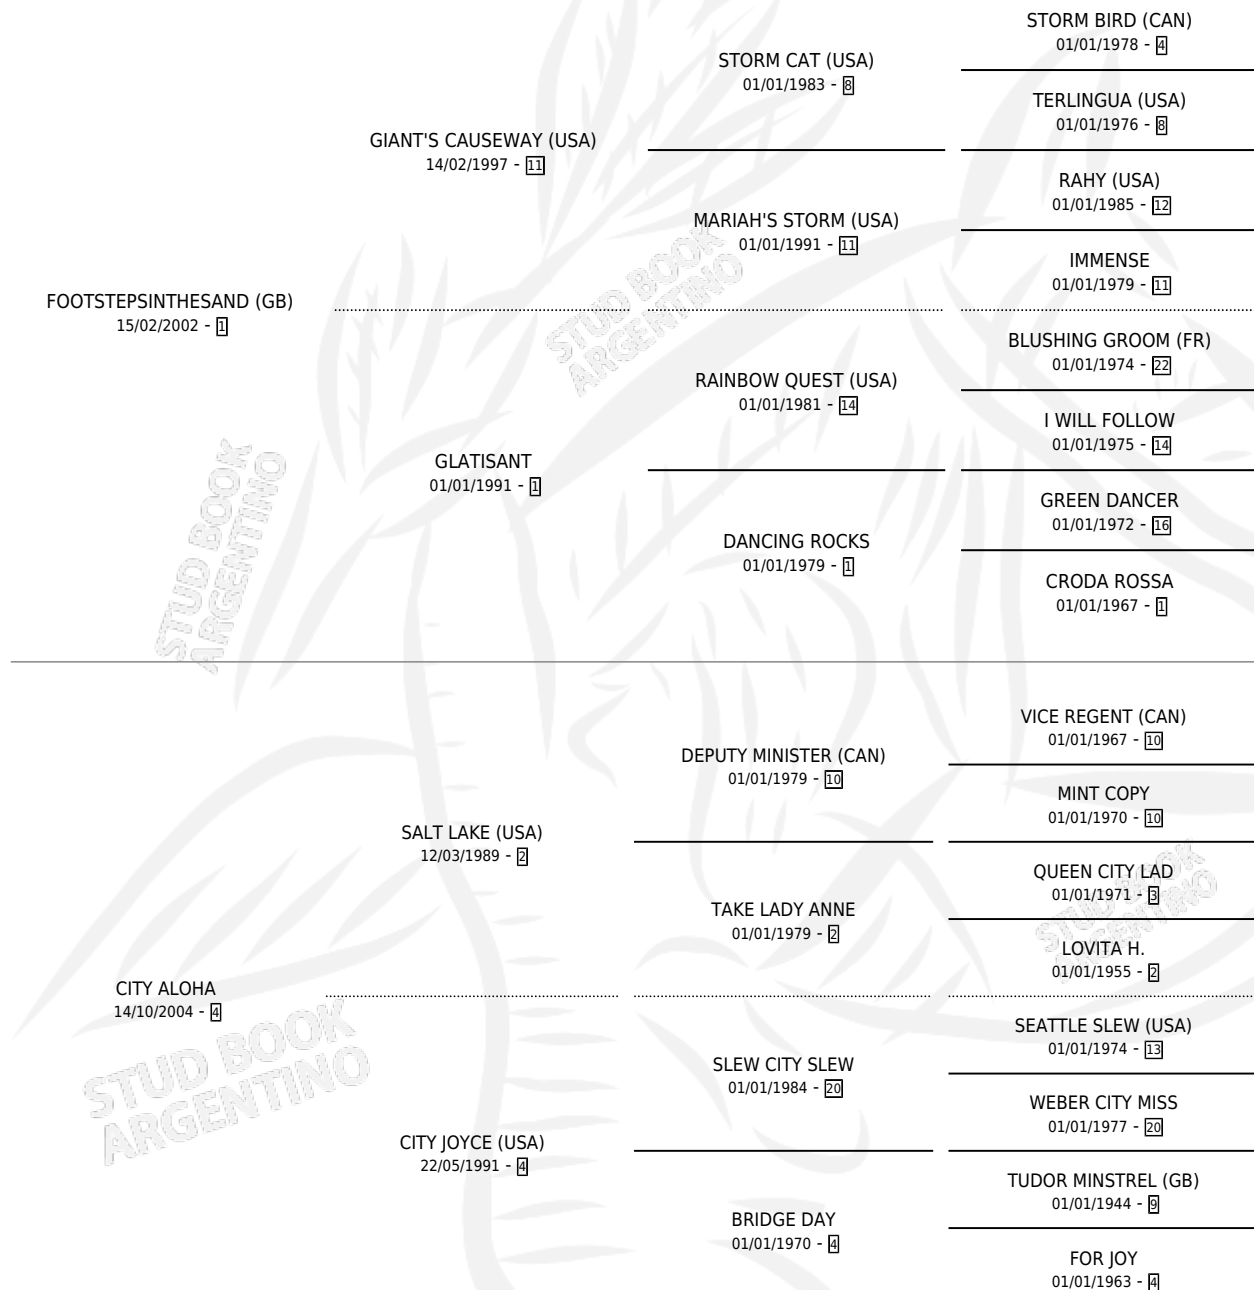 STORM BIRD (CAN)
01/01/1978 - 4
STORM CAT (USA)
01/01/1983 - 8
TERLINGUA (USA)
01/01/1976 - 8
GIANT'S CAUSEWAY (USA)
14/02/1997 - 11
RAHY (USA)
01/01/1985 - 12
MARIAH'S STORM (USA)
01/01/1991 - 11
IMMENSE
01/01/1979 - 11
FOOTSTEPSINTHESAND (GB)
15/02/2002 - 1
BLUSHING GROOM (FR)
01/01/1974 - 22
RAINBOW QUEST (USA)
01/01/1981 - 14
I WILL FOLLOW
01/01/1975 - 14
GLATISANT
01/01/1991 - 1
GREEN DANCER
01/01/1972 - 16
DANCING ROCKS
01/01/1979 - 1
CRODA ROSSA
01/01/1967 - 1
VICE REGENT (CAN)
01/01/1967 - 10
DEPUTY MINISTER (CAN)
01/01/1979 - 10
MINT COPY
01/01/1970 - 10
SALT LAKE (USA)
12/03/1989 - 2
QUEEN CITY LAD
01/01/1971 - 3
TAKE LADY ANNE
01/01/1979 - 2
LOVITA H.
01/01/1955 - 2
CITY ALOHA
14/10/2004 - 4
SEATTLE SLEW (USA)
01/01/1974 - 13
SLEW CITY SLEW
01/01/1984 - 20
WEBER CITY MISS
01/01/1977 - 20
CITY JOYCE (USA)
22/05/1991 - 4
TUDOR MINSTREL (GB)
01/01/1944 - 9
BRIDGE DAY
01/01/1970 - 4
FOR JOY
01/01/1963 - 4
STUD BOOK
ARGENTINO
STUD BOOK
ARGENTINO
STUD BOOK
ARGENTINO
STUD BOOK
ARGENTINO